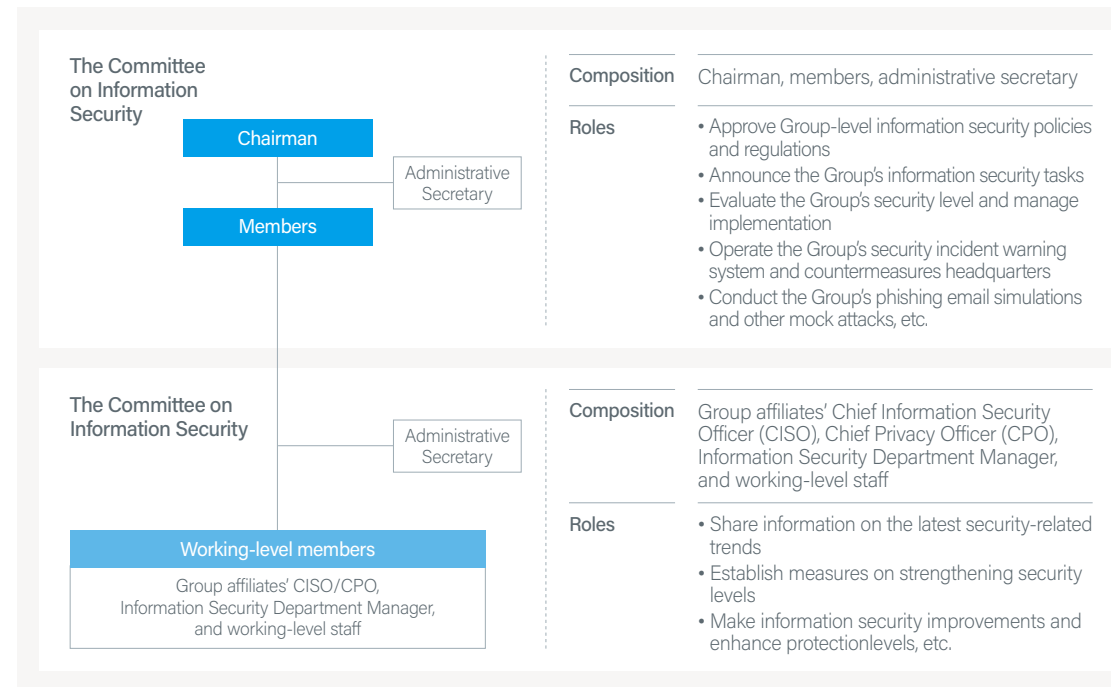 The Committee
on Information
Security
Chairman
Administrative
Secretary
Members
Composition
Chairman, members, administrative secretary
Roles
• Approve Group-level information security policies
and regulations
• Announce the Group's information security tasks
• Evaluate the Group's security level and manage
implementation
• Operate the Group's security incident warning
system and countermeasures headquarters
• Conduct the Group's phishing email simulations
and other mock attacks, etc.
The Committee on
Information Security
Administrative
Secretary
Working-level members
Group affiliates' CISO/CPO,
Information Security Department Manager,
and working-level staff
Composition
Group affiliates' Chief Information Security
Officer (CISO), Chief Privacy Officer (CPO),
Information Security Department Manager,
and working-level staff
Roles
• Share information on the latest security-related
trends
• Establish measures on strengthening security
levels
• Make information security improvements and
enhance protectionlevels, etc.